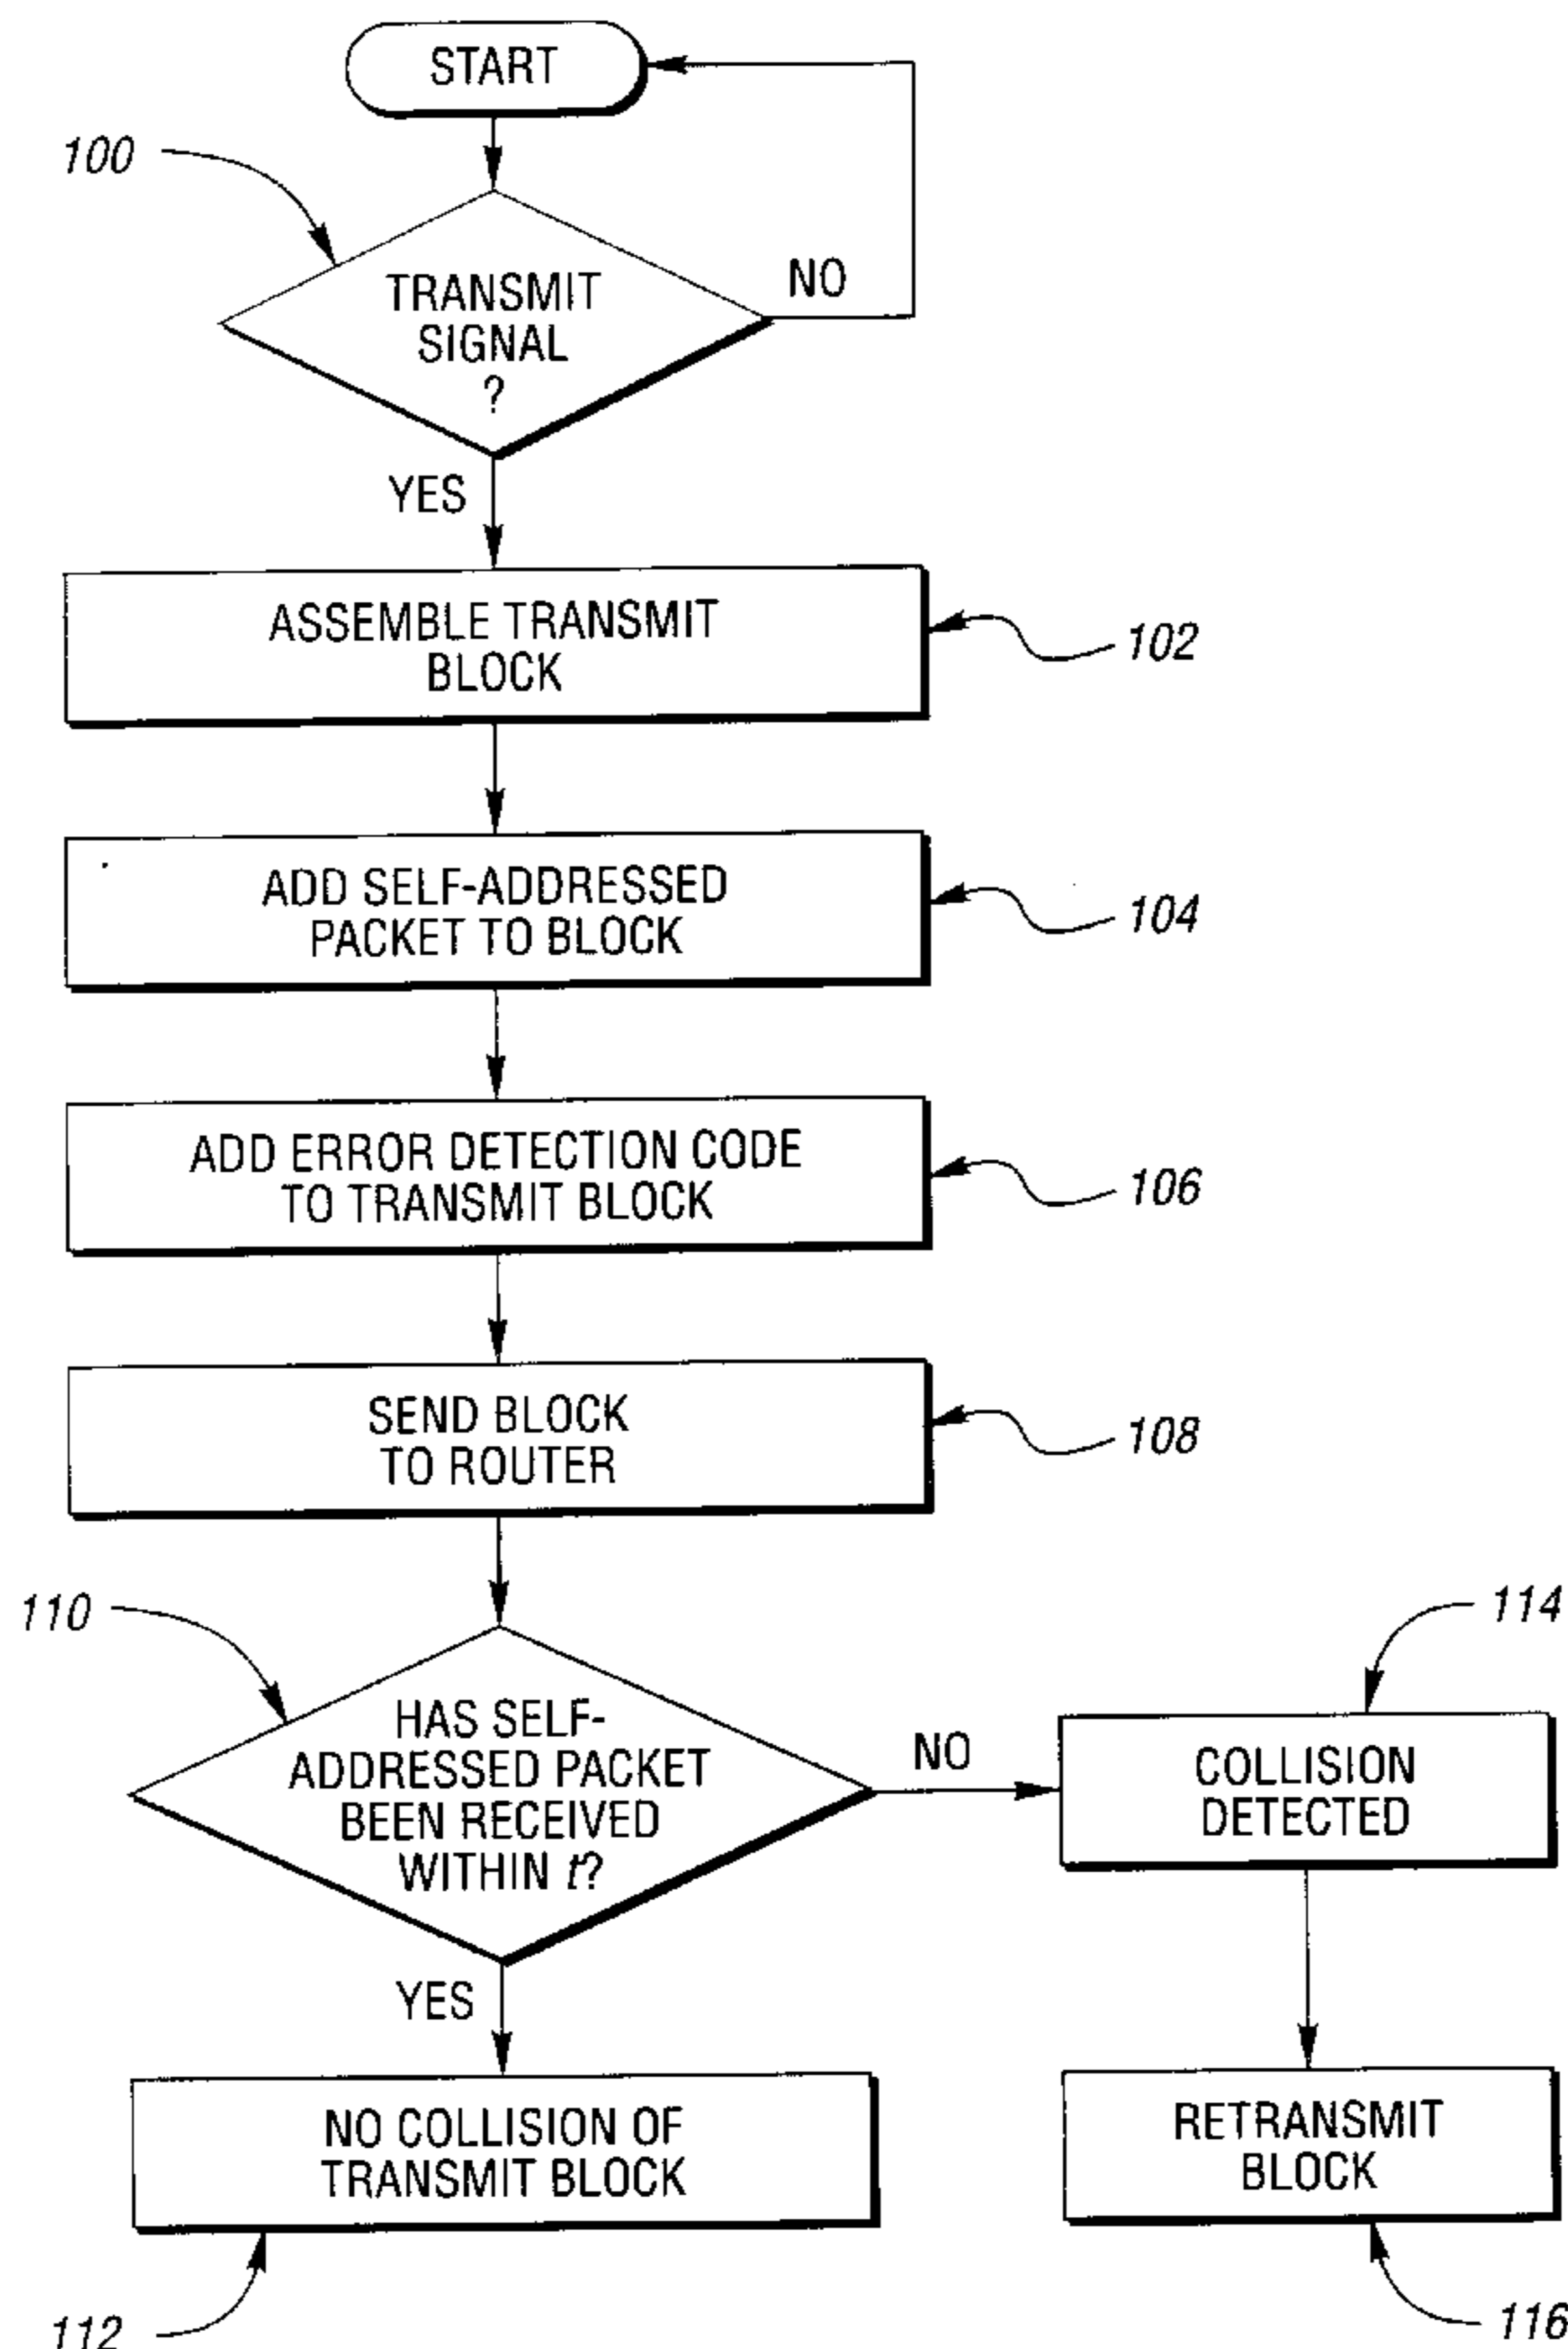 START
100
TRANSMIT
SIGNAL
?
NO
YES
ASSEMBLE TRANSMIT
BLOCK
102
ADD SELF-ADDRESSED
PACKET TO BLOCK
104
ADD ERROR DETECTION CODE
TO TRANSMIT BLOCK
106
SEND BLOCK
TO ROUTER
108
110
HAS SELF-
ADDRESSED PACKET
BEEN RECEIVED
WITHIN t?
NO
114
COLLISION
DETECTED
YES
NO COLLISION OF
TRANSMIT BLOCK
112
RETRANSMIT
BLOCK
116